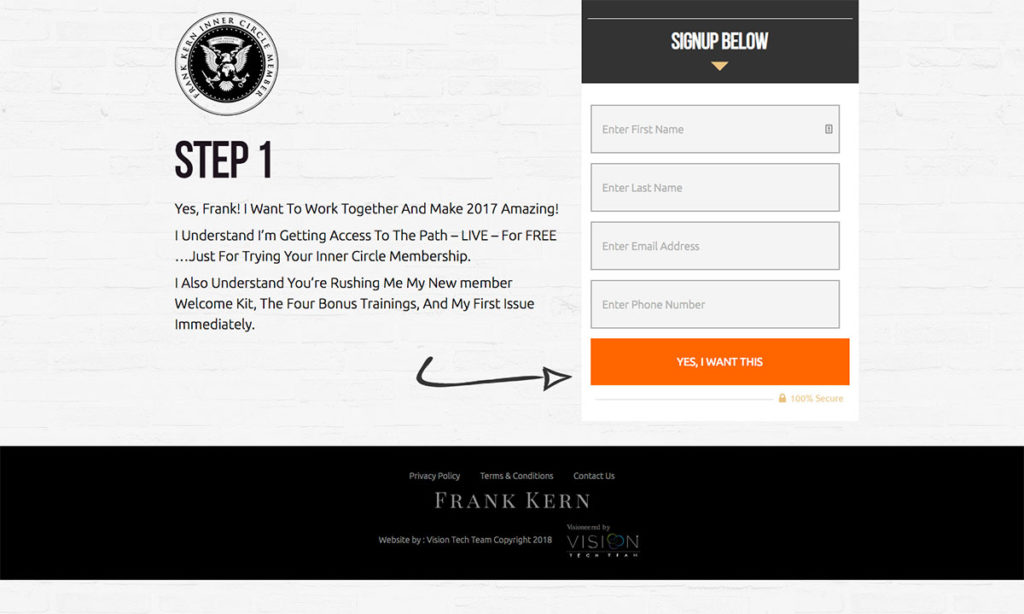 FRANK KERN INNER CIRCLE MEMBER
STEP 1
Yes, Frank! I Want To Work Together And Make 2017 Amazing!
I Understand I'm Getting Access To The Path – LIVE – For FREE
…Just For Trying Your Inner Circle Membership.
I Also Understand You're Rushing Me My New member
Welcome Kit, The Four Bonus Trainings, And My First Issue
Immediately.
SIGNUP BELOW
Enter First Name
Enter Last Name
Enter Email Address
Enter Phone Number
YES, I WANT THIS
100% Secure
Privacy Policy Terms & Conditions Contact Us
FRANK KERN
Website by : Vision Tech Team Copyright 2018
Visioneered by
VISION
TECH TEAM